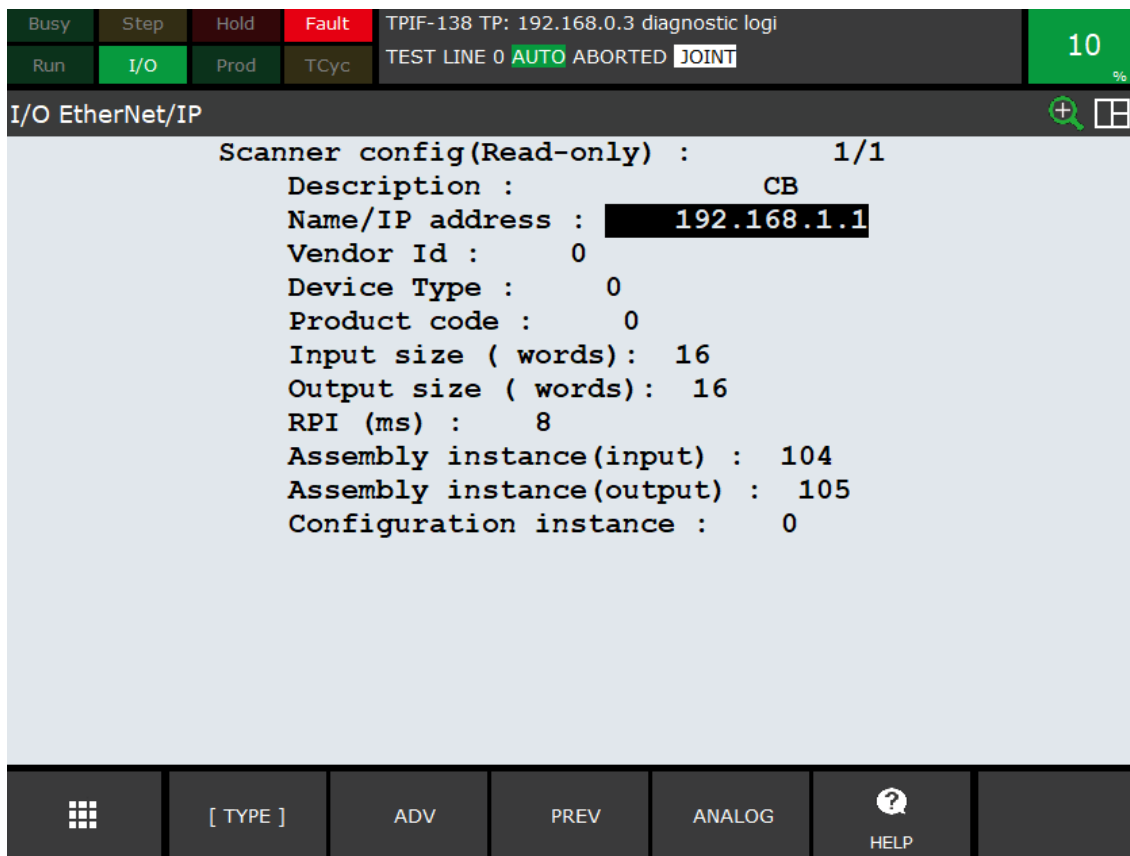 Busy Step Hold Fault TPIF-138 TP: 192.168.0.3 diagnostic logi
Run I/O Prod TCyc TEST LINE 0 AUTO ABORTED JOINT
10 %
I/O EtherNet/IP
Scanner config(Read-only) : 1/1
Description : CB
Name/IP address : 192.168.1.1
Vendor Id : 0
Device Type : 0
Product code : 0
Input size ( words): 16
Output size ( words): 16
RPI (ms) : 8
Assembly instance(input) : 104
Assembly instance(output) : 105
Configuration instance : 0
[ TYPE ] ADV PREV ANALOG HELP